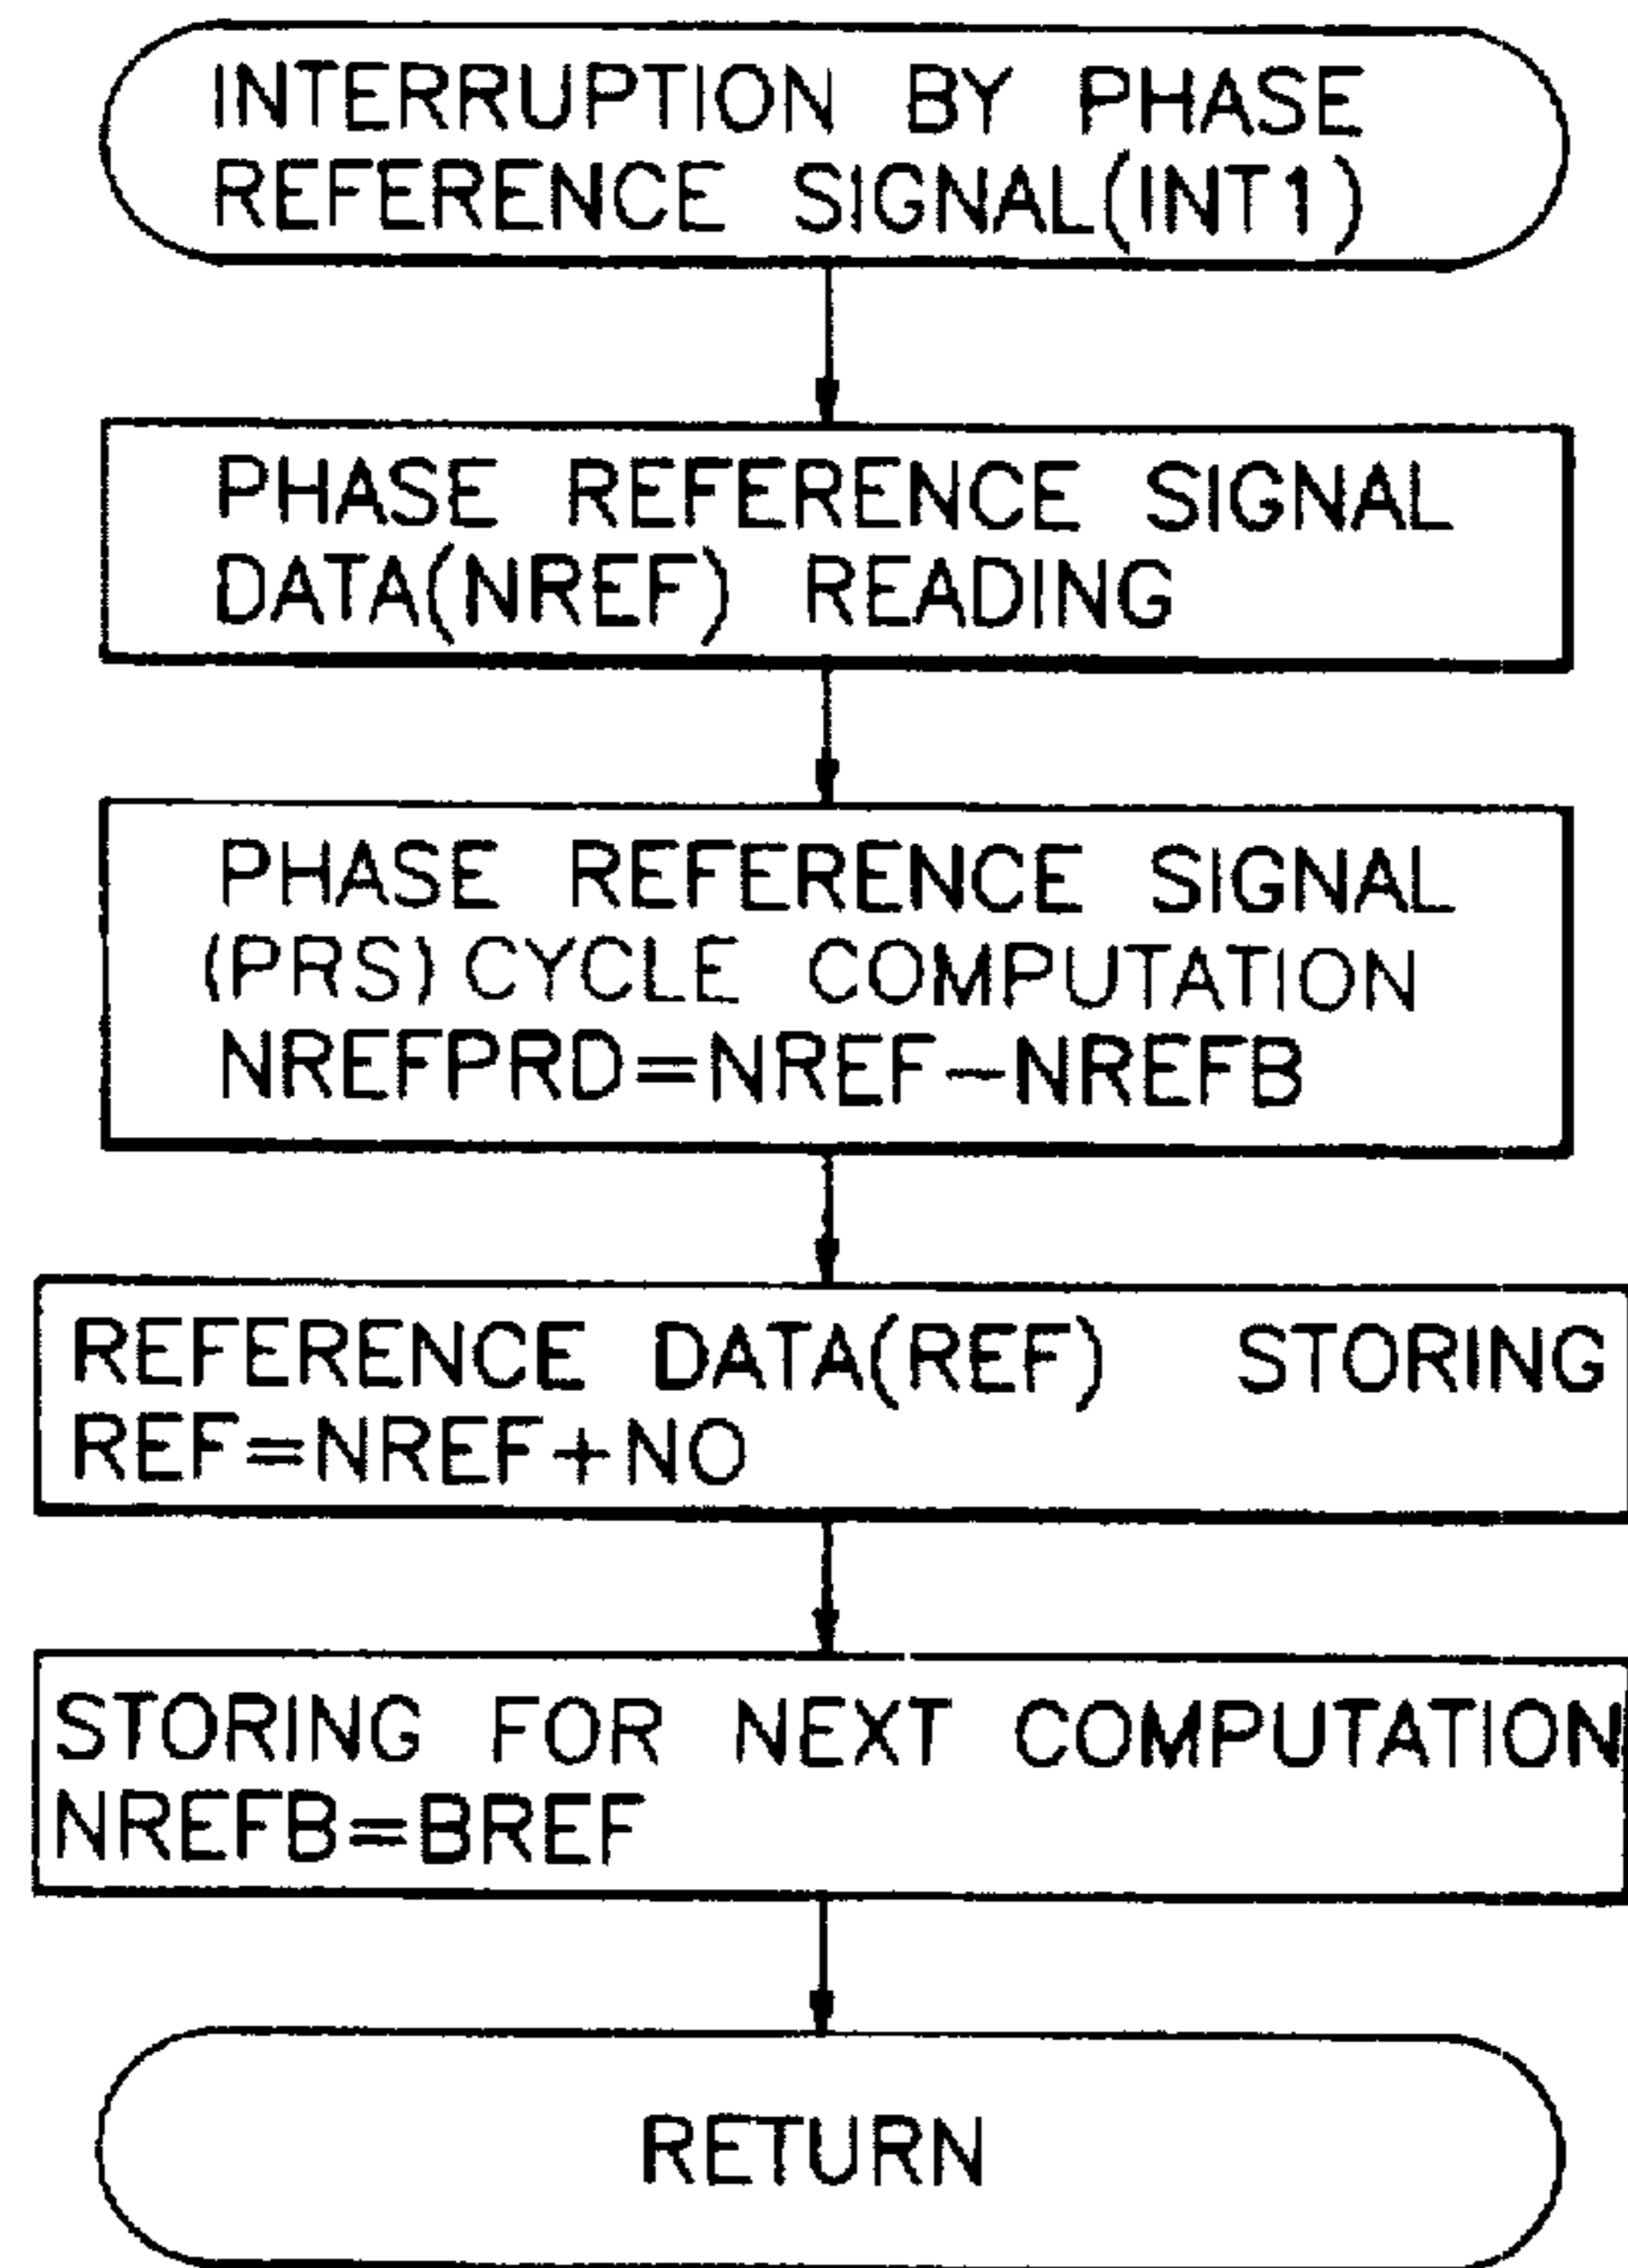 INTERRUPTION BY PHASE
REFERENCE SIGNAL(INT1)
PHASE REFERENCE SIGNAL
DATA(NREF) READING
PHASE REFERENCE SIGNAL
(PRS) CYCLE COMPUTATION
NREFPRD=NREF-NREFB
REFERENCE DATA(REF) STORING
REF=NREF+NO
STORING FOR NEXT COMPUTATION
NREFB=BREF
RETURN